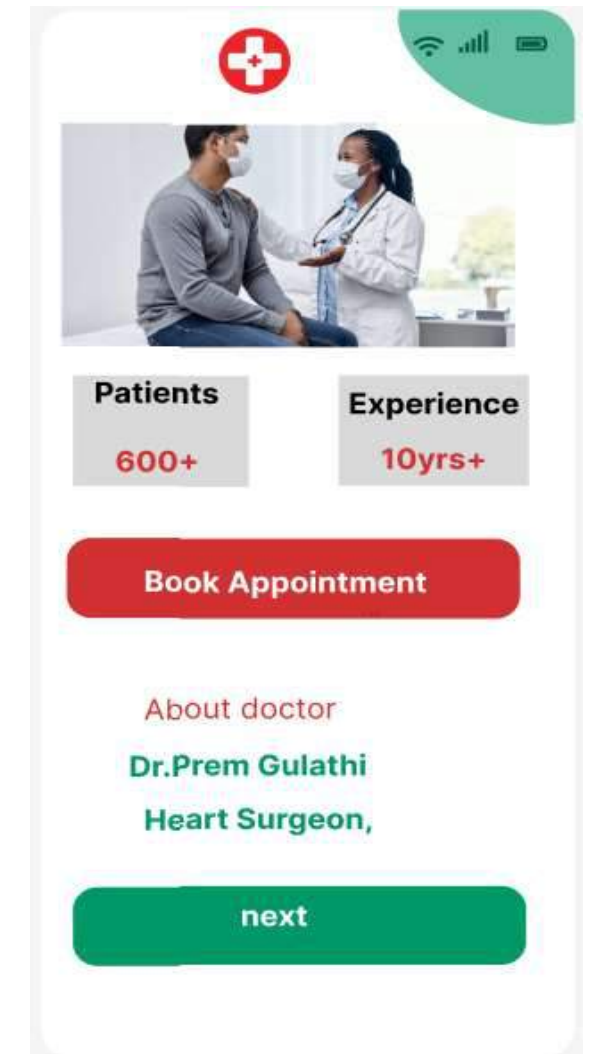 Patients
600+
Experience
10yrs+
Book Appointment
About doctor
Dr.Prem Gulathi
Heart Surgeon,
next